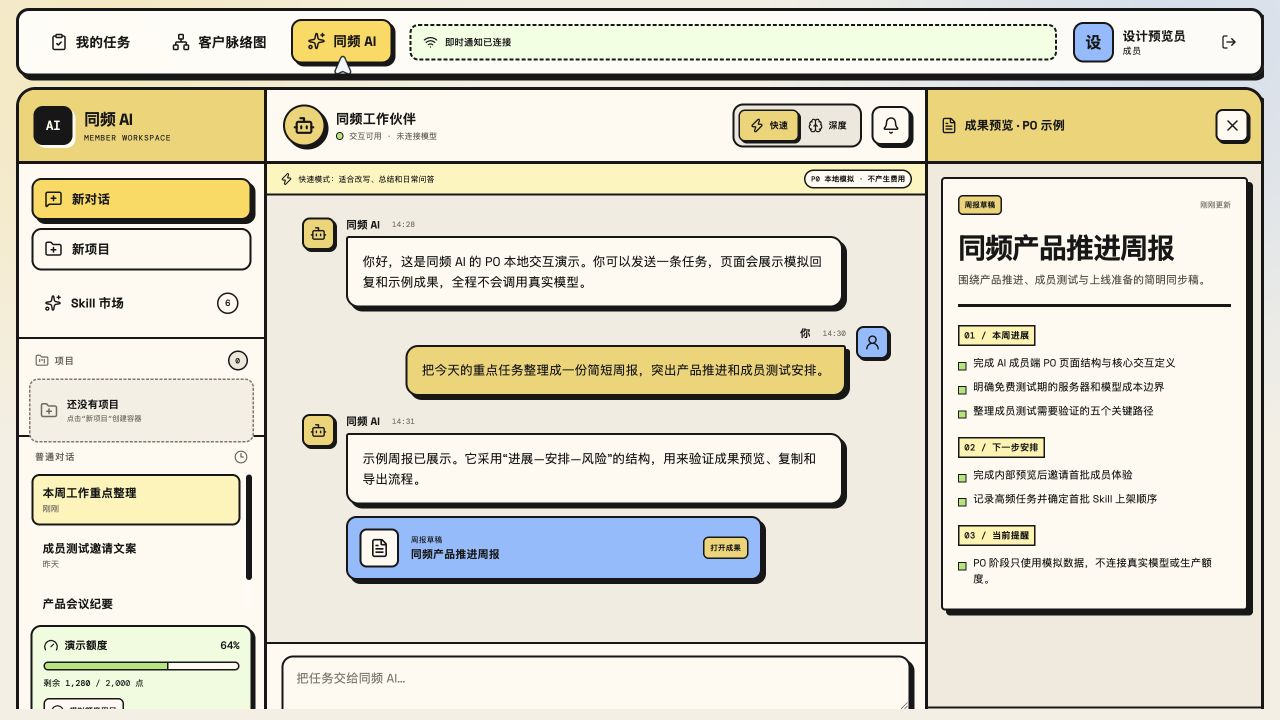 我的任务
客户脉络图
同频 AI
即时通知已连接
设
设计预览员
成员
AI
同频 AI
MEMBER WORKSPACE
新对话
新项目
Skill 市场
6
项目
0
还没有项目
点击“新项目”创建容器
普通对话
本周工作重点整理
刚刚
成员测试邀请文案
昨天
产品会议纪要
演示额度
64%
剩余 1,280 / 2,000 点
同频工作伙伴
交互可用 · 未连接模型
快速
深度
快速模式：适合改写、总结和日常问答
P0 本地模拟 · 不产生费用
同频 AI
14:28
你好，这是同频 AI 的 P0 本地交互演示。你可以发送一条任务，页面会展示模拟回
复和示例成果，全程不会调用真实模型。
你
14:30
把今天的重点任务整理成一份简短周报，突出产品推进和成员测试安排。
同频 AI
14:31
示例周报已展示。它采用“进展—安排—风险”的结构，用来验证成果预览、复制和
导出流程。
周报草稿
同频产品推进周报
打开成果
把任务交给同频 AI…
成果预览 · P0 示例
周报草稿
刚刚更新
同频产品推进周报
围绕产品推进、成员测试与上线准备的简明同步稿。
01 / 本周进展
完成 AI 成员端 P0 页面结构与核心交互定义
明确免费测试期的服务器和模型成本边界
整理成员测试需要验证的五个关键路径
02 / 下一步安排
完成内部预览后邀请首批成员体验
记录高频任务并确定首批 Skill 上架顺序
03 / 当前提醒
P0 阶段只使用模拟数据，不连接真实模型或生产额
度。